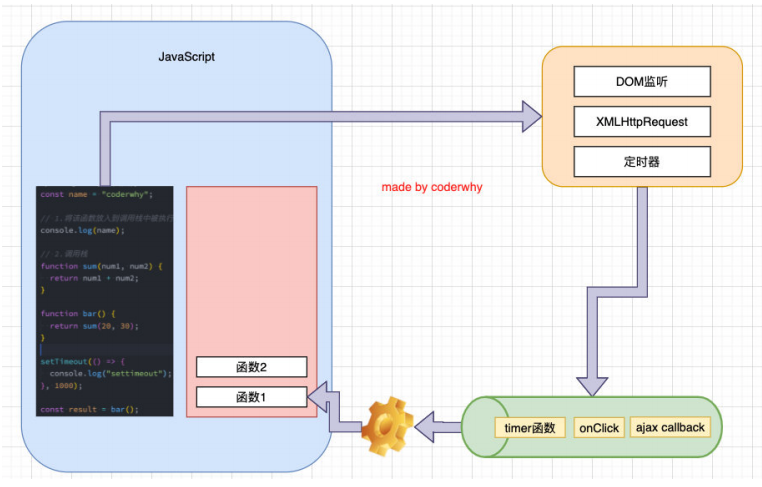 JavaScript
DOM监听
XMLHttpRequest
定时器
made by coderwhy
const name = "coderwhy";
// 1.将该函数放入到调用栈中被执行
console.log(name);
// 2.调用栈
function sum(num1, num2) {
return num1 + num2;
}
function bar() {
return sum(20, 30);
}
setTimeout(() => {
console.log("settimeout");
}, 1000);
const result = bar();
函数2
函数1
timer函数
onClick
ajax callback